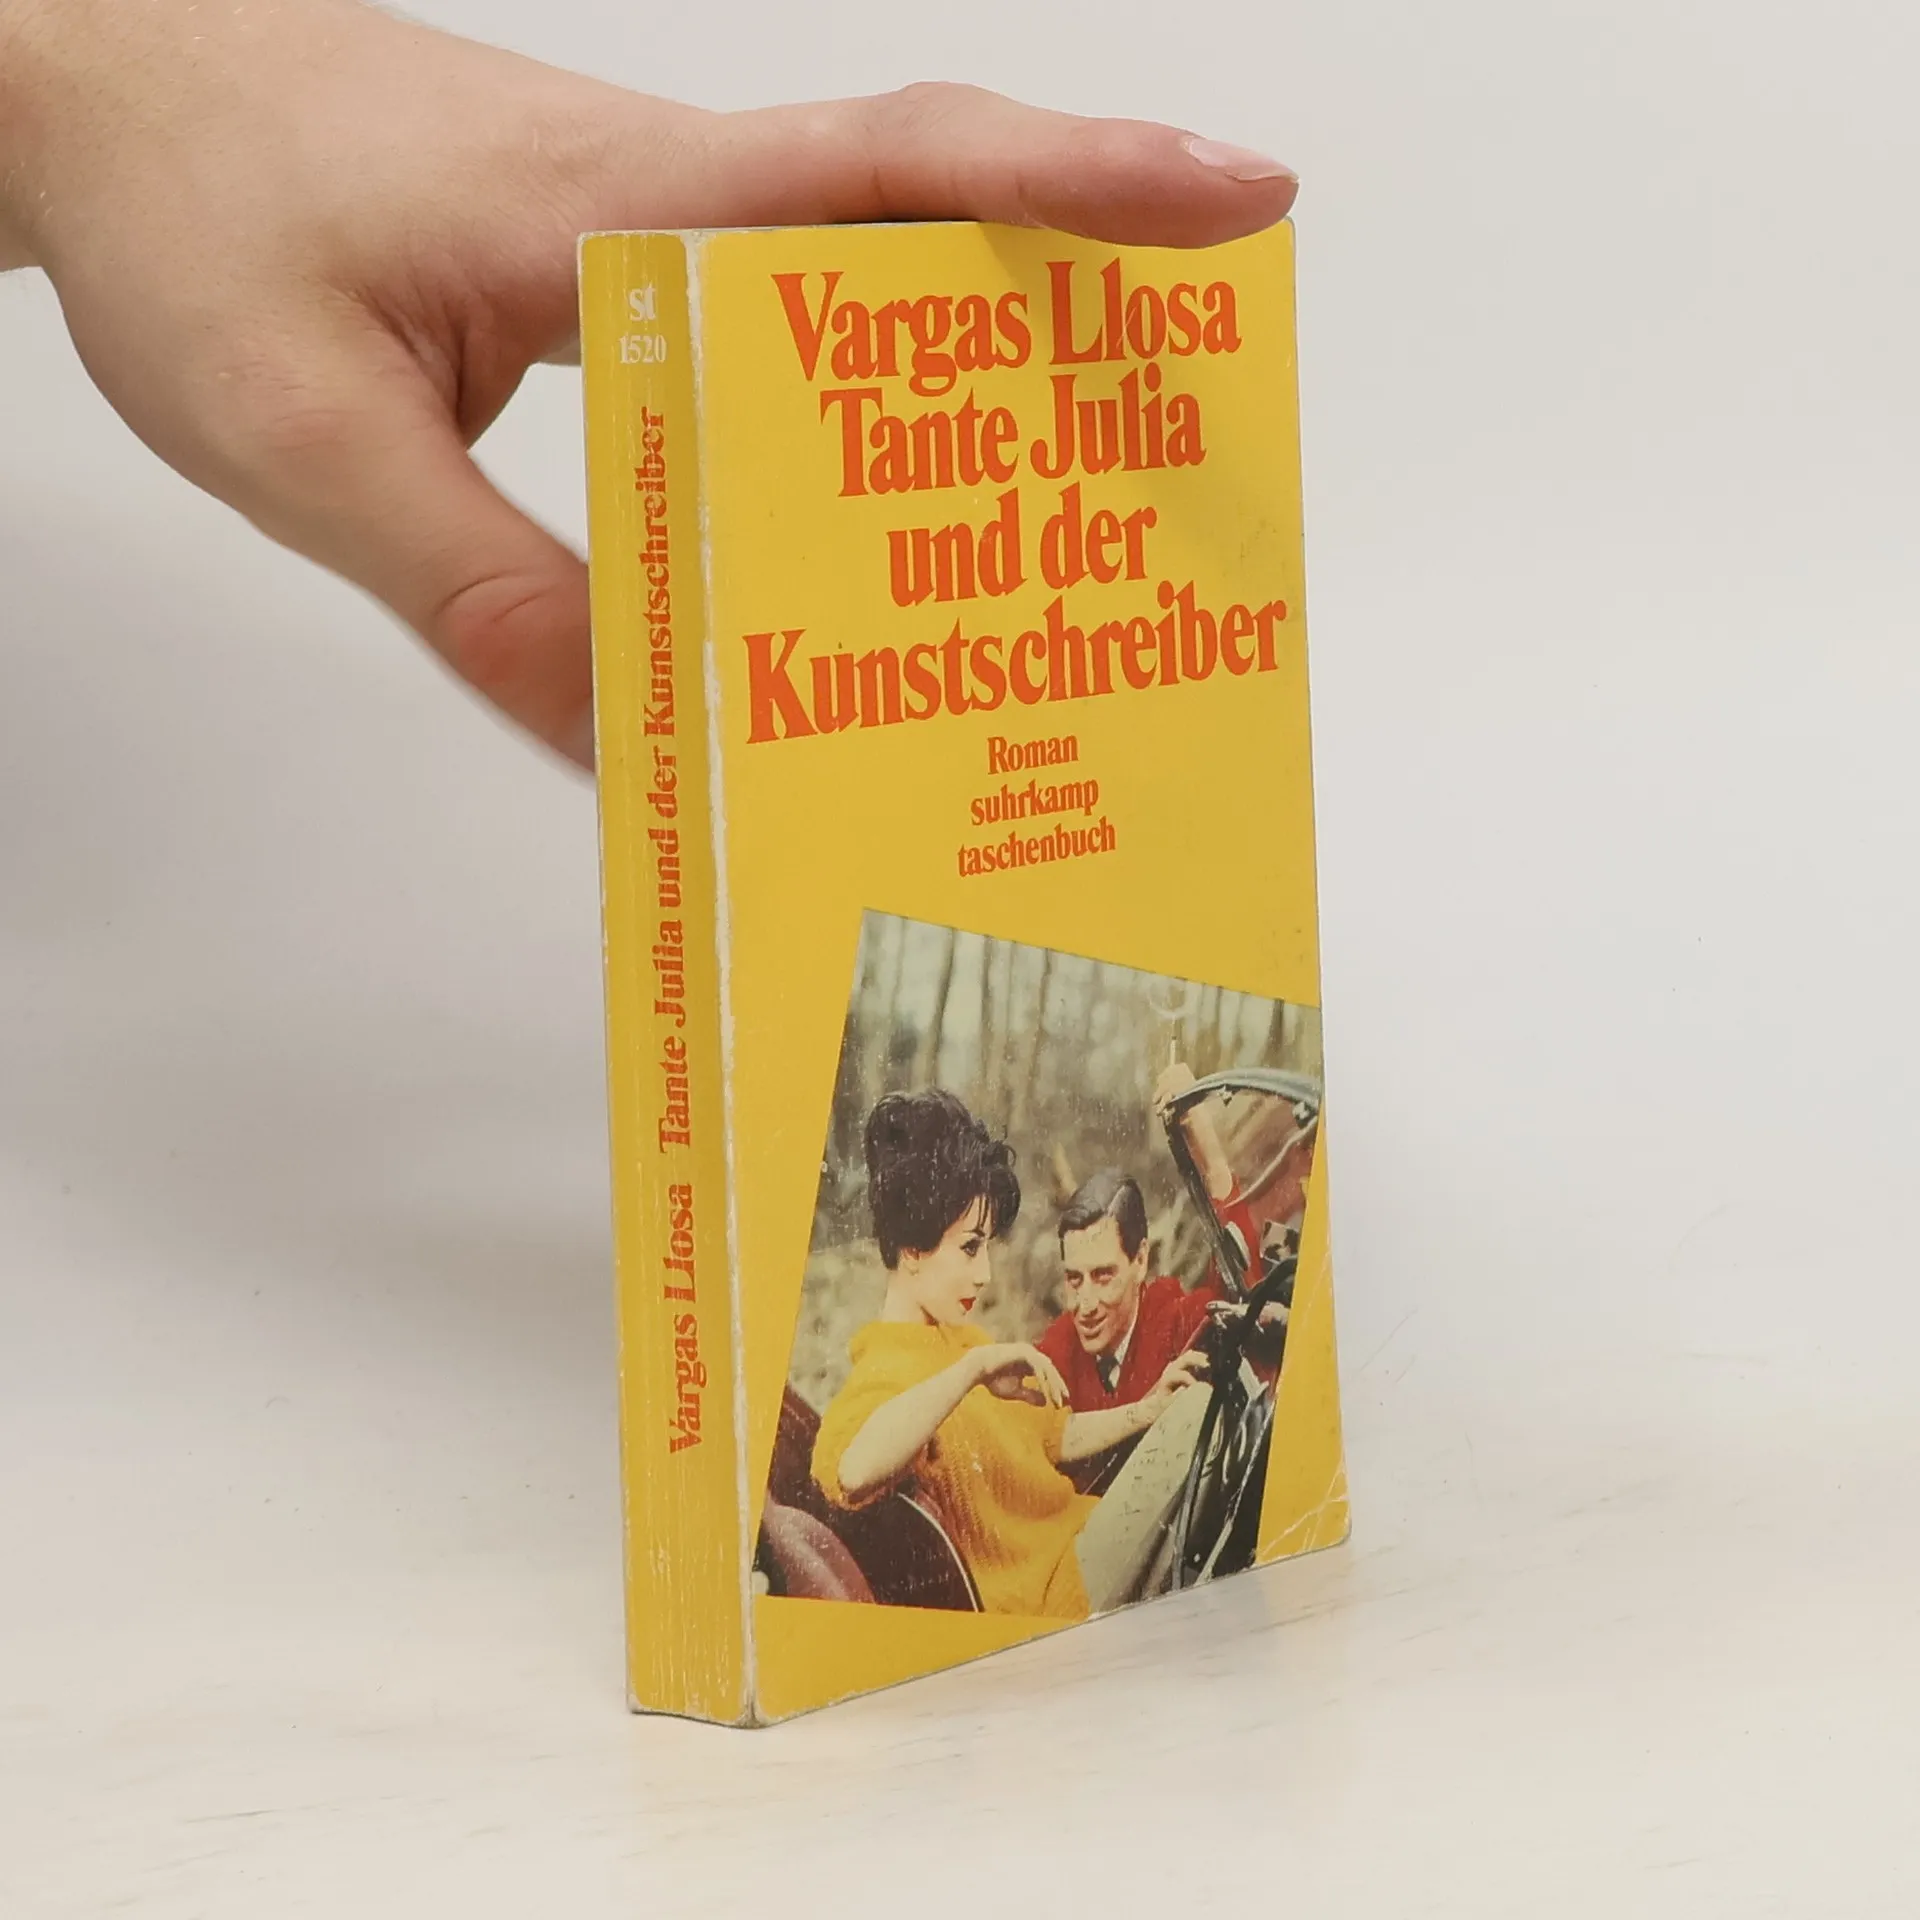 st
1520
Vargas Llosa Tante Julia und der Kunstschreiber
Vargas Llosa
Tante Julia
und der
Kunstschreiber
Roman
suhrkamp
taschenbuch